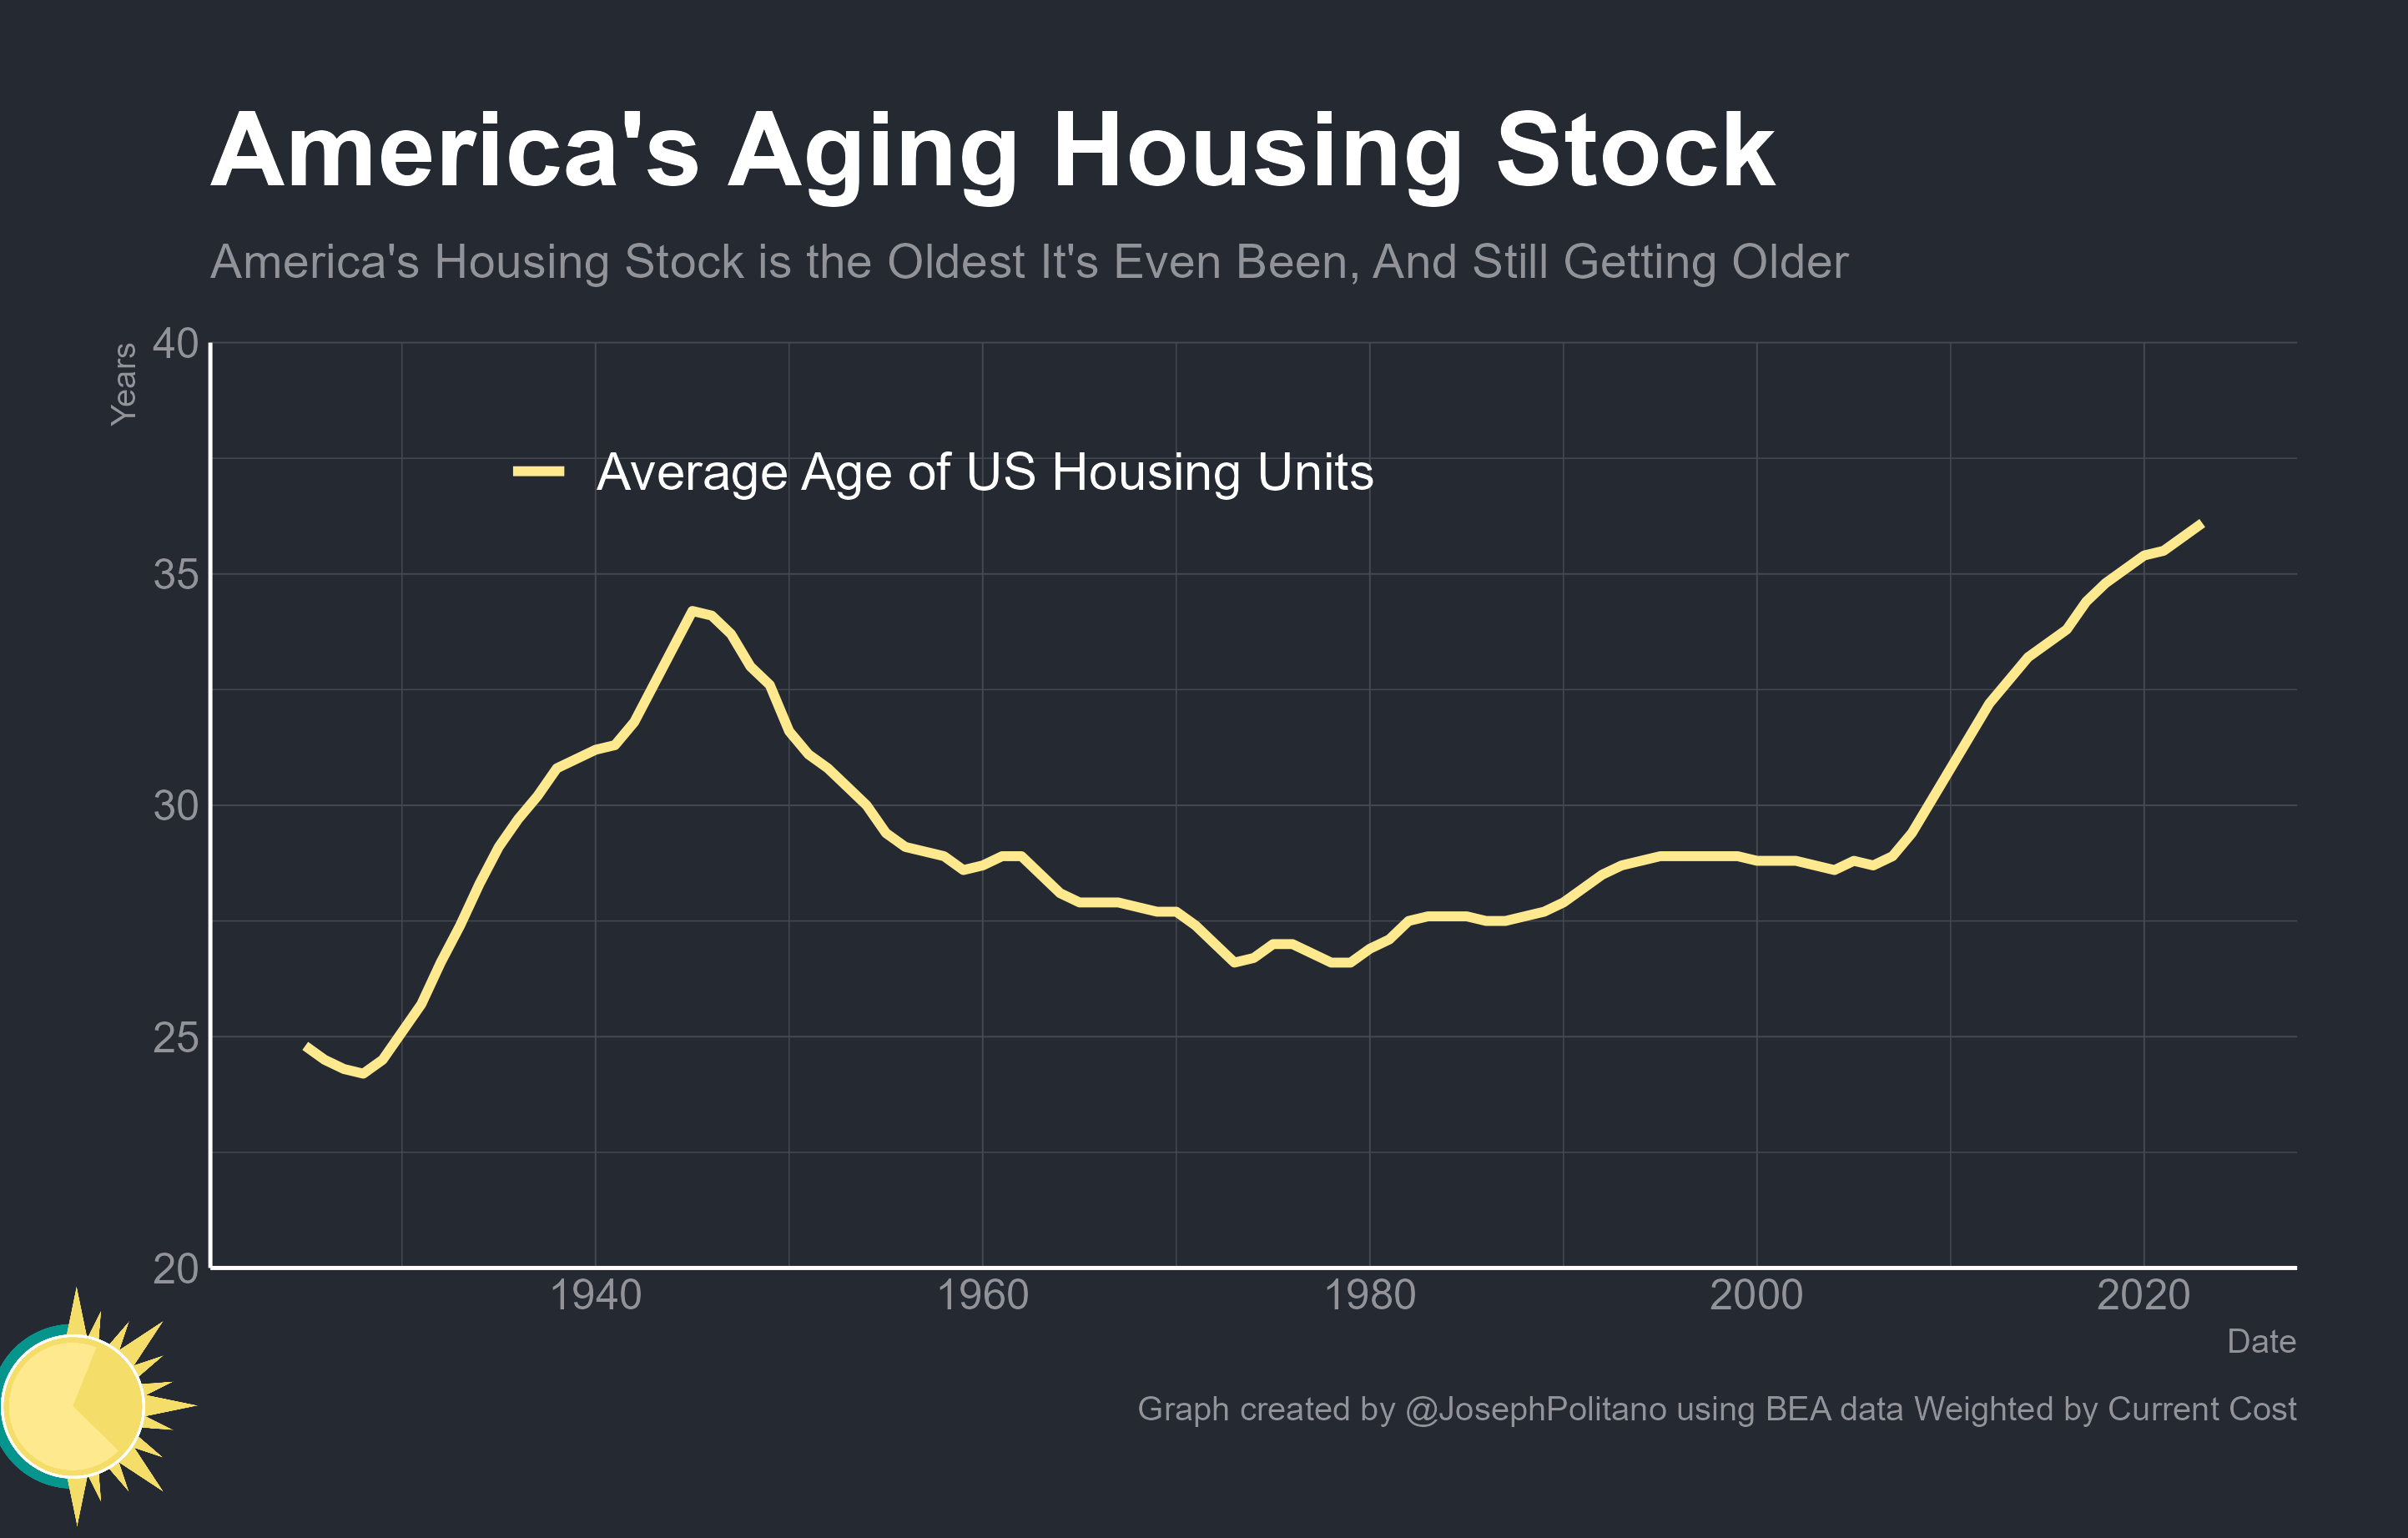 America's Aging Housing Stock
America's Housing Stock is the Oldest It's Even Been, And Still Getting Older
Years
40
35
30
25
20
Average Age of US Housing Units
1940 1960 1980 2000 2020
Date
Graph created by @JosephPolitano using BEA data Weighted by Current Cost